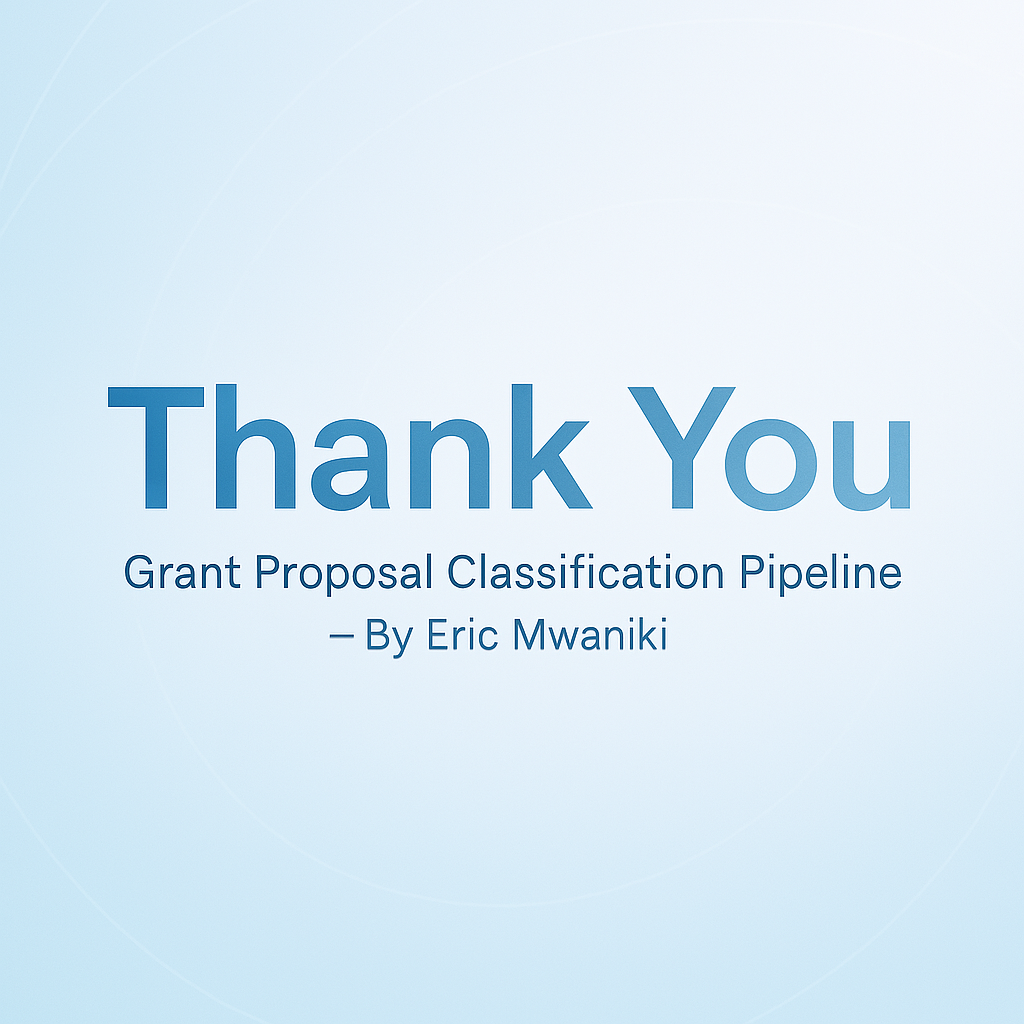 Thank You
Grant Proposal Classification Pipeline
– By Eric Mwaniki